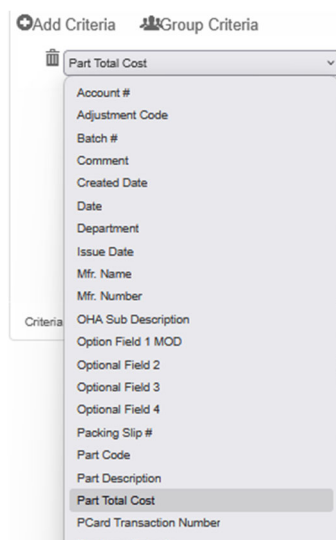 Add Criteria Group Criteria
Part Total Cost
Account #
Adjustment Code
Batch #
Comment
Created Date
Date
Department
Issue Date
Mfr. Name
Mfr. Number
OHA Sub Description
Criteria
Option Field 1 MOD
Optional Field 2
Optional Field 3
Optional Field 4
Packing Slip #
Part Code
Part Description
Part Total Cost
PCard Transaction Number